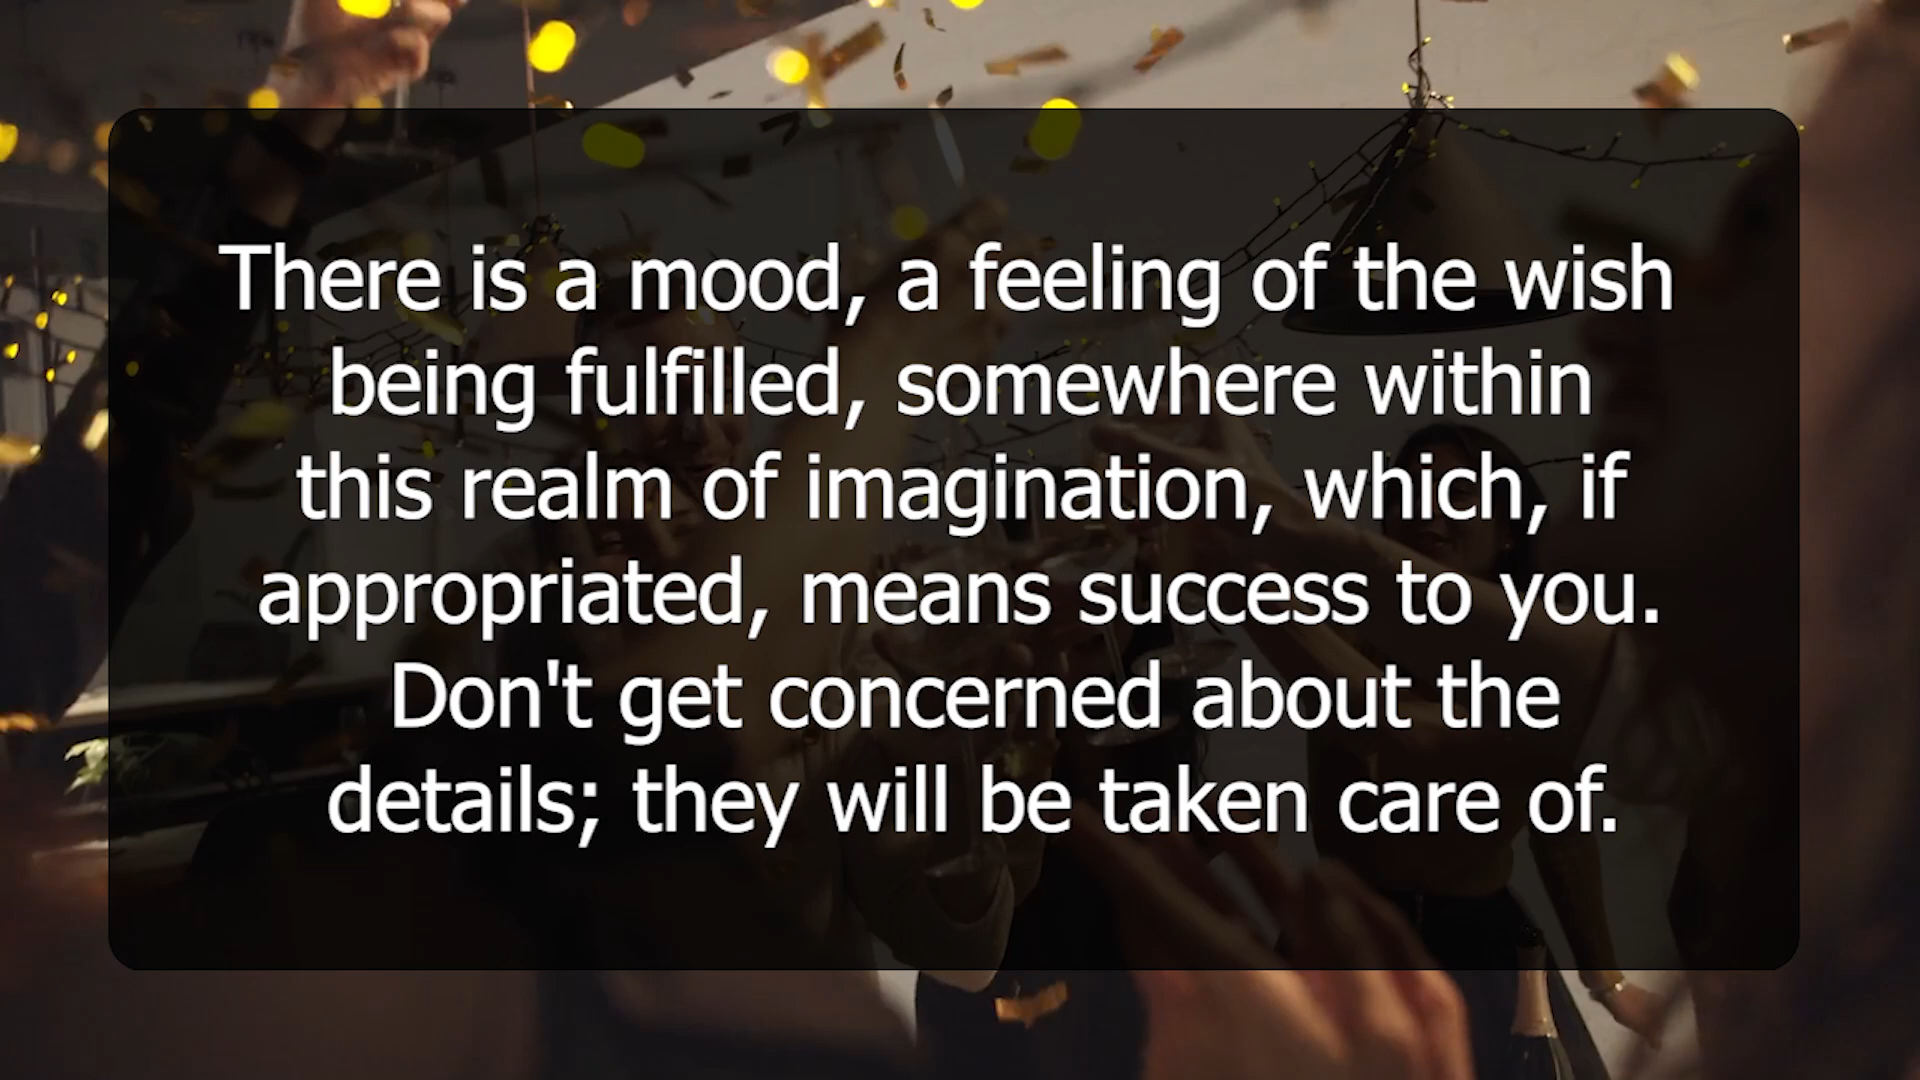 There is a mood, a feeling of the wish
being fulfilled, somewhere within
this realm of imagination, which, if
appropriated, means success to you.
Don't get concerned about the
details; they will be taken care of.